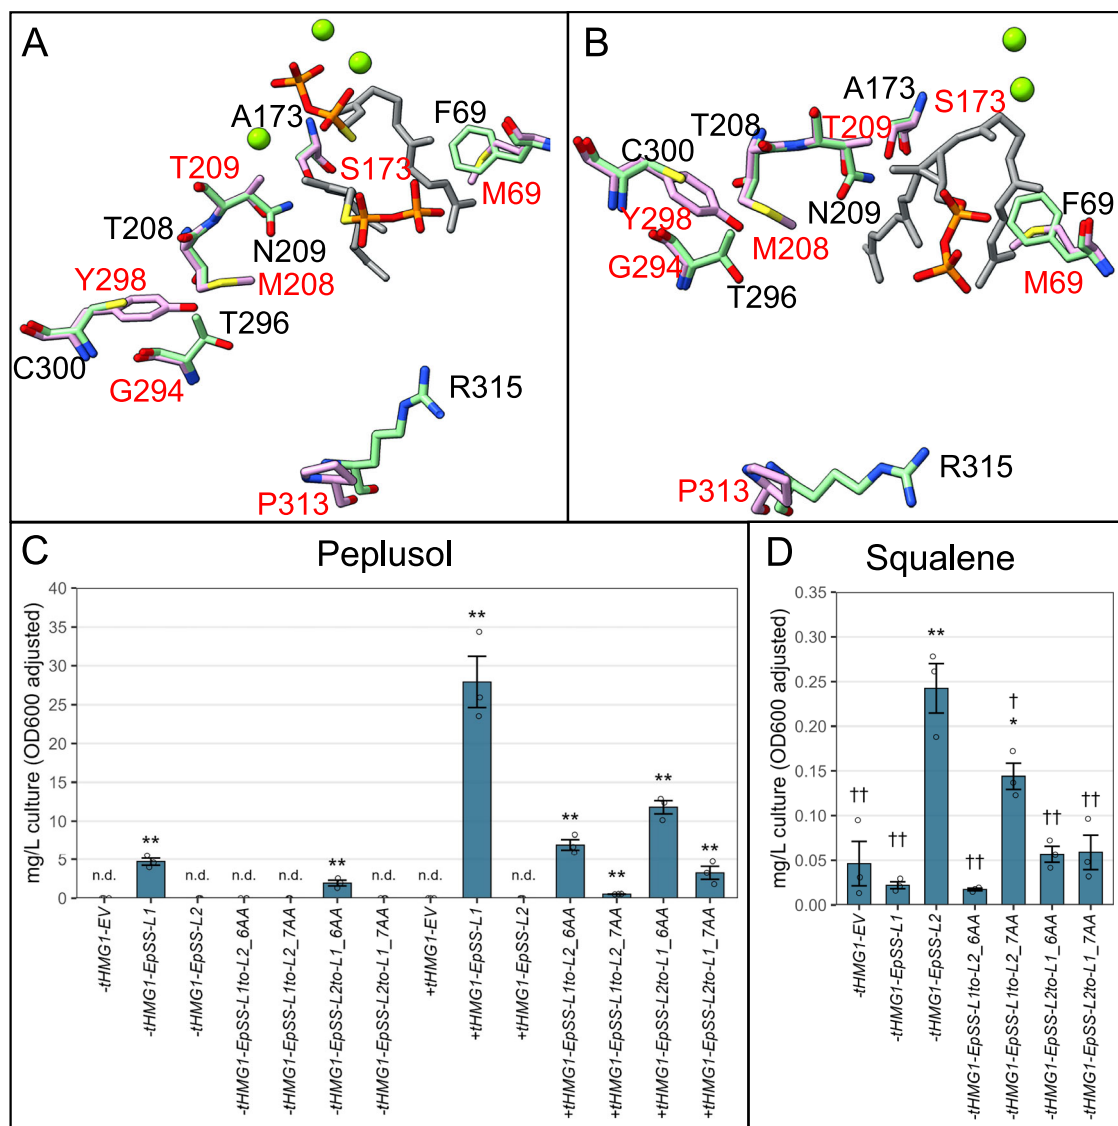 A
A173
F69
T209
S173
M69
T208
N209
Y298
M208
T296
C300
G294
R315
P313
B
A173
S173
T208
T209
C300
F69
N209
Y298
M208
G294
M69
T296
R315
P313
C
Peplusol
mg/L culture (OD600 adjusted)
40
35
30
25
20
15
10
5
0
n.d.
**
n.d.
n.d.
n.d.
**
n.d.
n.d.
**
n.d.
**
**
**
**
-tHMG1-EV
-tHMG1-EpSS-L1
-tHMG1-EpSS-L2
-tHMG1-EpSS-L1to-L2_6AA
-tHMG1-EpSS-L1to-L2_7AA
-tHMG1-EpSS-L2to-L1_6AA
-tHMG1-EpSS-L2to-L1_7AA
+tHMG1-EV
+tHMG1-EpSS-L1
+tHMG1-EpSS-L2
+tHMG1-EpSS-L1to-L2_6AA
+tHMG1-EpSS-L1to-L2_7AA
+tHMG1-EpSS-L2to-L1_6AA
+tHMG1-EpSS-L2to-L1_7AA
D
Squalene
mg/L culture (OD600 adjusted)
0.35
0.30
0.25
0.20
0.15
0.10
0.05
0.00
††
††
**
††
†
*
††
††
-tHMG1-EV
-tHMG1-EpSS-L1
-tHMG1-EpSS-L2
-tHMG1-EpSS-L1to-L2_6AA
-tHMG1-EpSS-L1to-L2_7AA
-tHMG1-EpSS-L2to-L1_6AA
-tHMG1-EpSS-L2to-L1_7AA